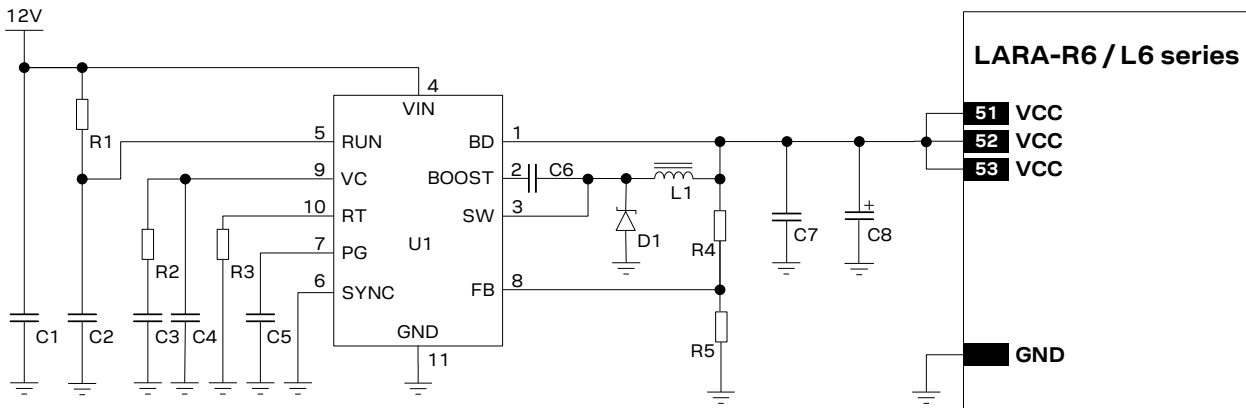 12V
LARA-R6 / L6 series
4
VIN
51 VCC
R1
5 RUN
BD 1
52 VCC
9 VC
BOOST 2
C6
53 VCC
L1
10 RT
SW 3
U1
+
R2
R3
7 PG
D1
R4
C7
C8
6 SYNC
FB 8
C1
C2
C3
C4
C5
GND
R5
11
GND